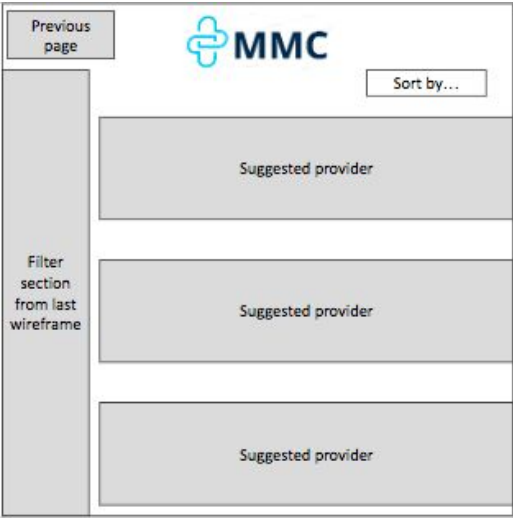 Previous
page
MMC
Sort by...
Suggested provider
Filter
section
from last
wireframe
Suggested provider
Suggested provider